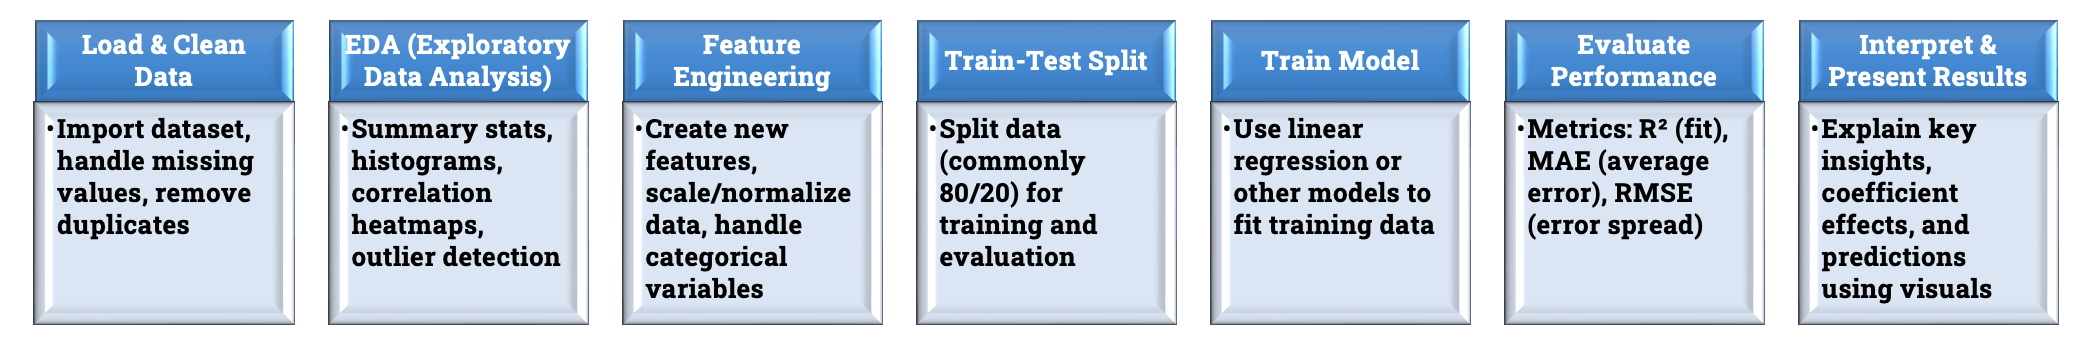 Load & Clean
Data
• Import dataset,
handle missing
values, remove
duplicates
EDA (Exploratory
Data Analysis)
• Summary stats,
histograms,
correlation
heatmaps,
outlier detection
Feature
Engineering
• Create new
features,
scale/normalize
data, handle
categorical
variables
Train-Test Split
• Split data
(commonly
80/20) for
training and
evaluation
Train Model
• Use linear
regression or
other models to
fit training data
Evaluate
Performance
• Metrics: R² (fit),
MAE (average
error), RMSE
(error spread)
Interpret &
Present Results
• Explain key
insights,
coefficient
effects, and
predictions
using visuals